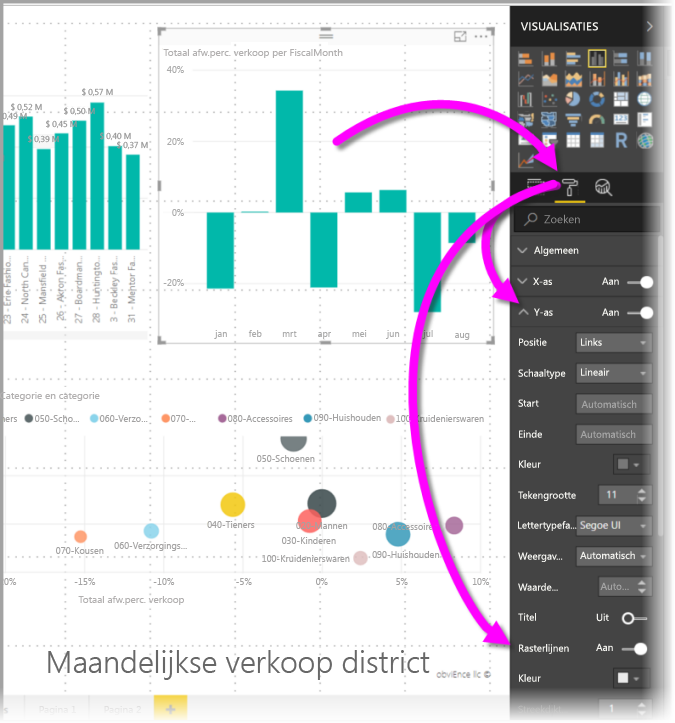 $ 0,49 M
$ 0,52 M
$ 0,39 M
$ 0,45 M
$ 0,50 M
$ 0,57 M
$ 0,40 M
$ 0,37 M
23 - Erie Fashio...
24 - North Can...
25 - Mansfield ...
26 - Akron Fas...
27 - Boardman...
28 - Huntingto...
3 - Beckley Fas...
31 - Mentor Fa...
Totaal afw.perc. verkoop per FiscalMonth
40%
20%
0%
-20%
jan feb mrt apr mei jun jul aug
Categorie en categorie
050-Scho... 060-Verzo... 070-... 080-Accessoires 090-Huishouden 100-Kruidenierswaren
050-Schoenen
040-Tieners
030-Kinderen
070-Kousen
060-Verzorgings...
100-Kruidenierswaren
090-Huishouden
-15% -10% -5% 0% 5% 10%
Totaal afw.perc. verkoop
Maandelijkse verkoop district
obviEnce llc ©
Pagina 1
Pagina 2
+
VISUALISATIES
R
Zoeken
Algemeen
X-as Aan
Y-as Aan
Positie Links
Schaaltype Lineair
Start Automatisch
Einde Automatisch
Kleur
Tekengrootte 11
Lettertypefa... Segoe UI
Weergav... Automatisch
Waarde... Auto...
Titel Uit
Rasterlijnen Aan
Kleur
1